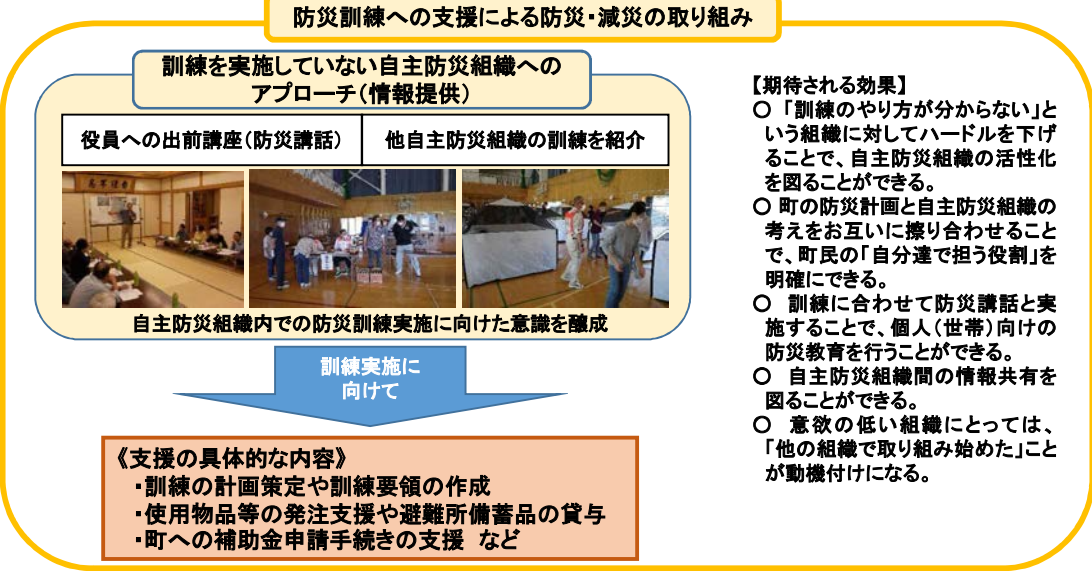 防災訓練への支援による防災・減災の取り組み
訓練を実施していない自主防災組織への
アプローチ（情報提供）
役員への出前講座（防災講話）
他自主防災組織の訓練を紹介
自主防災組織内での防災訓練実施に向けた意識を醸成
訓練実施に
向けて
《支援の具体的な内容》
・訓練の計画策定や訓練要領の作成
・使用物品等の発注支援や避難所備蓄品の貸与
・町への補助金申請手続きの支援 など
【期待される効果】
〇 「訓練のやり方が分からない」と
いう組織に対してハードルを下げ
ることで、自主防災組織の活性化
を図ることができる。
〇 町の防災計画と自主防災組織の
考えをお互いに擦り合わせること
で、町民の「自分達で担う役割」を
明確にできる。
〇 訓練に合わせて防災講話と実
施することで、個人（世帯）向けの
防災教育を行うことができる。
〇 自主防災組織間の情報共有を
図ることができる。
〇 意欲の低い組織にとっては、
「他の組織で取り組み始めた」こと
が動機付けになる。